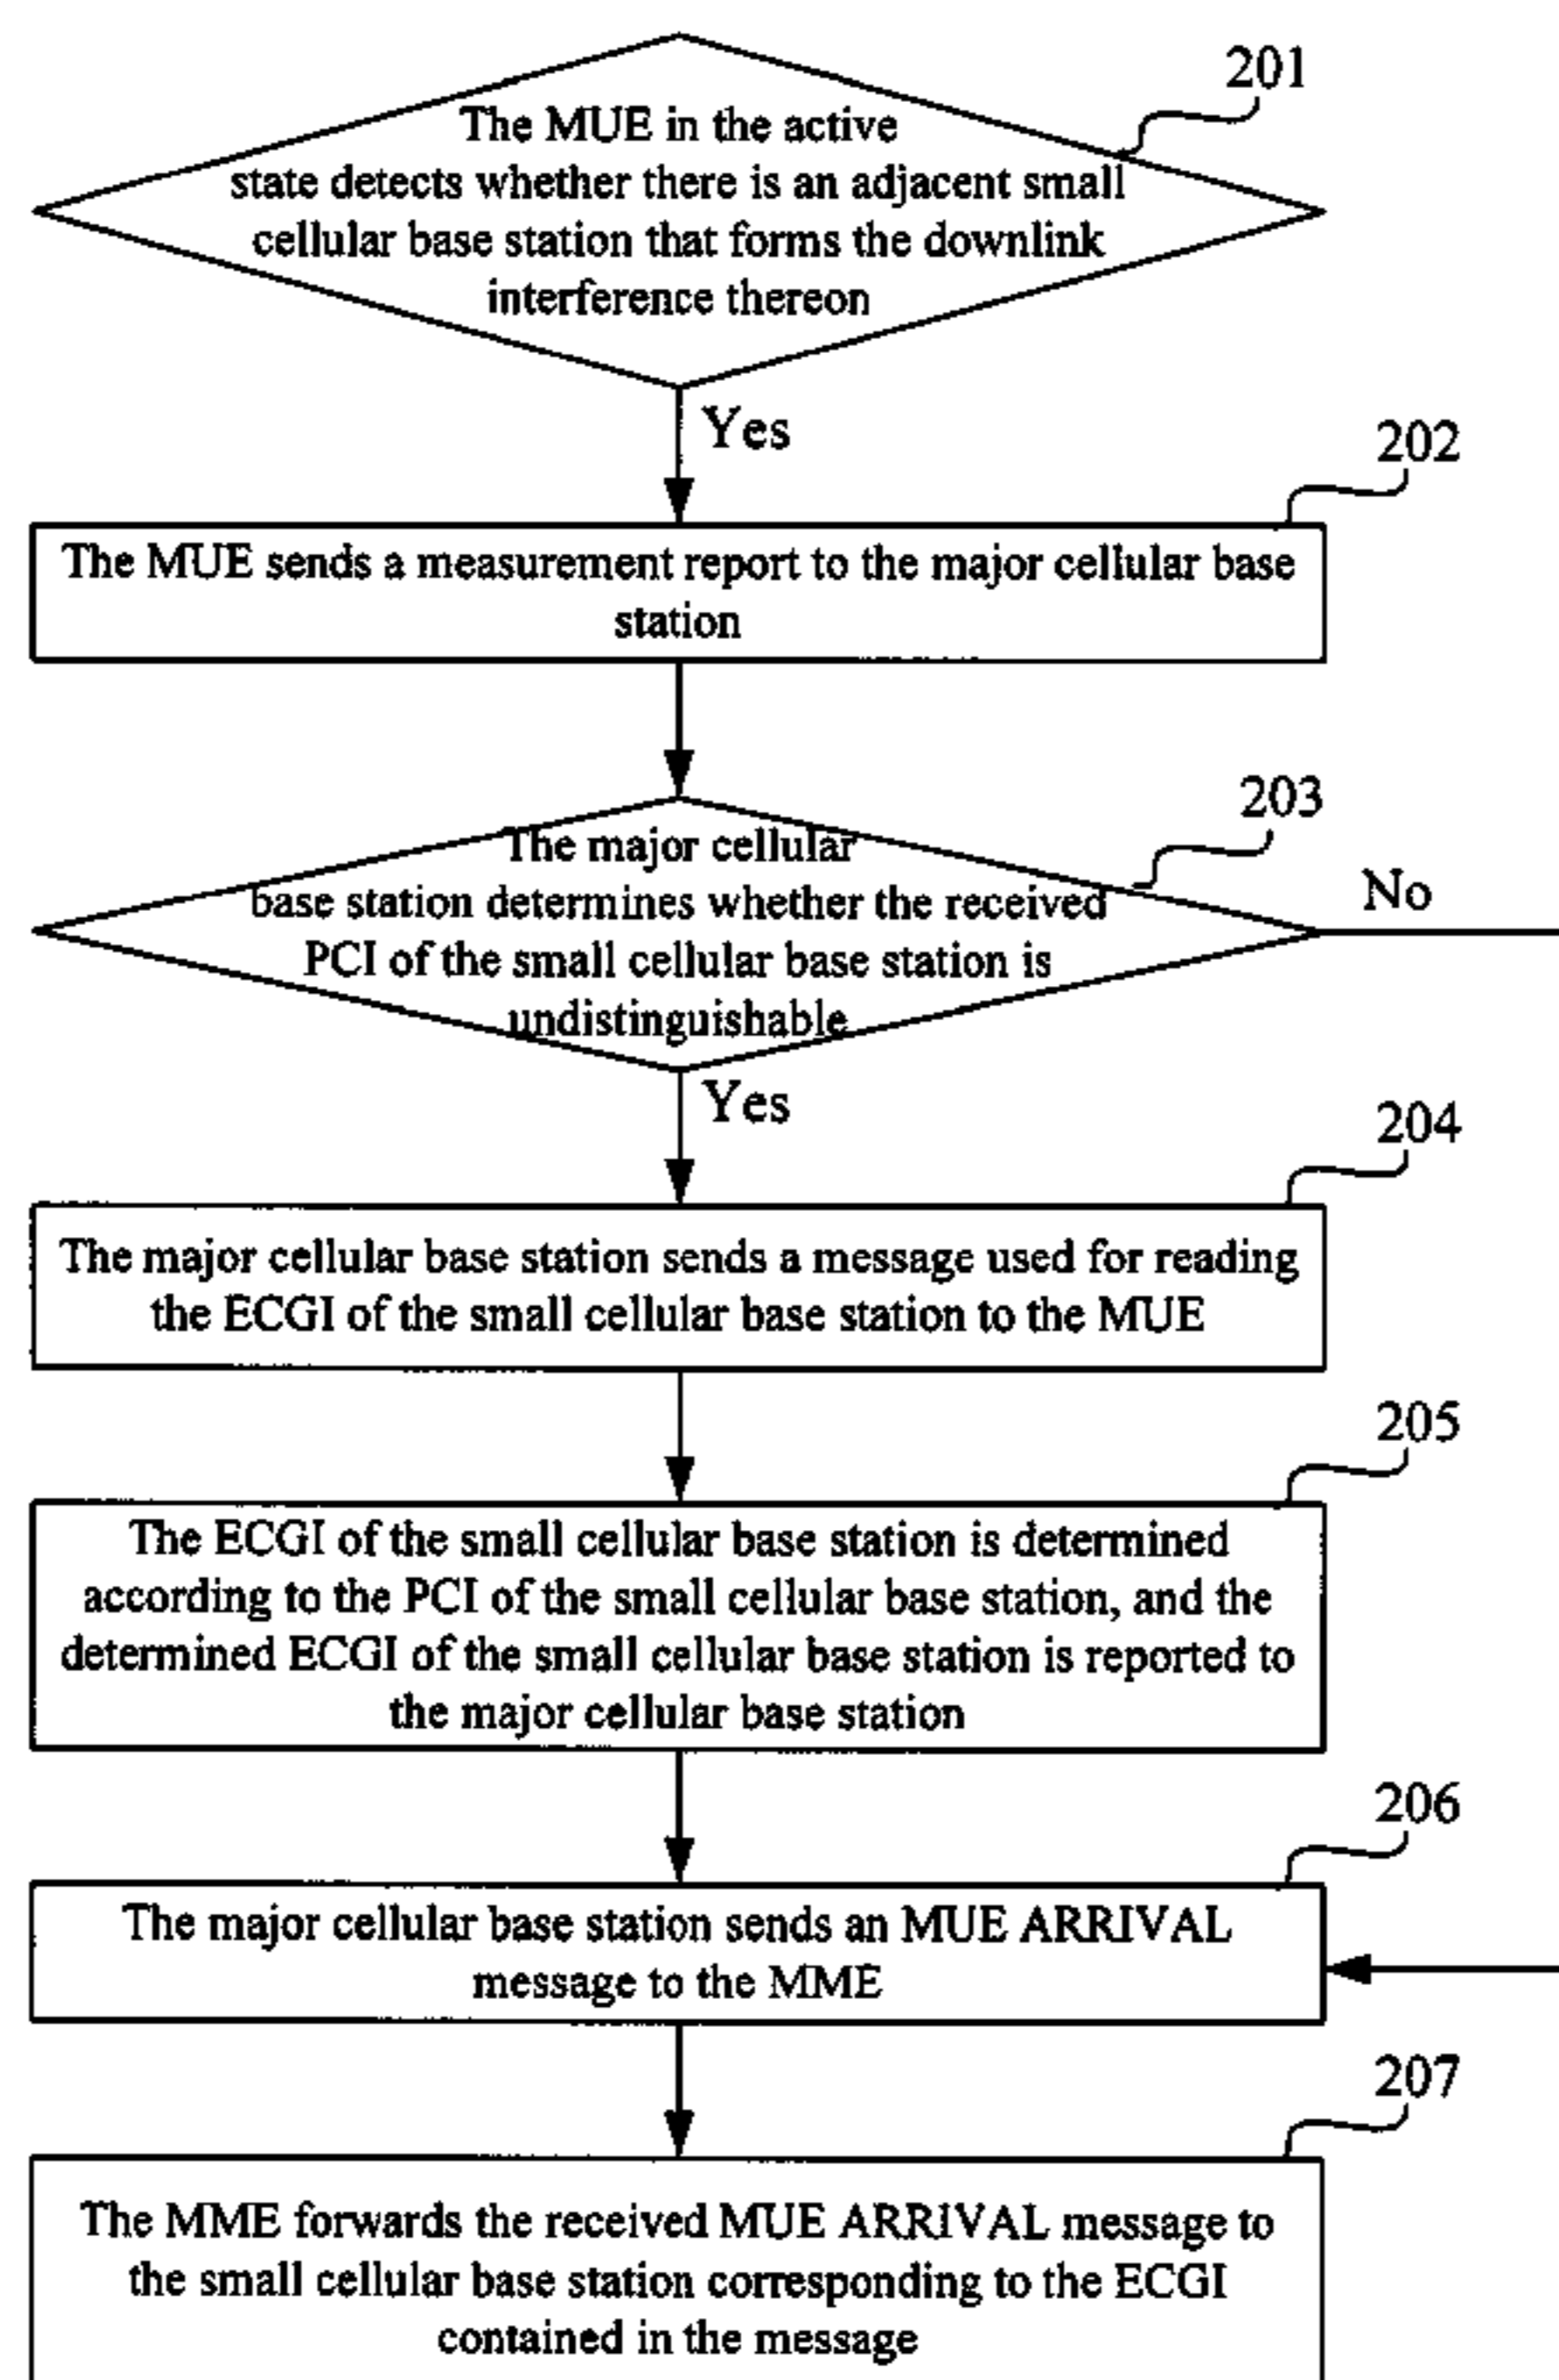 201
The MUE in the active
state detects whether there is an adjacent small
cellular base station that forms the downlink
interference thereon
Yes
202
The MUE sends a measurement report to the major cellular base
station
203
The major cellular
base station determines whether the received
PCI of the small cellular base station is
undistinguishable
No
Yes
204
The major cellular base station sends a message used for reading
the ECGI of the small cellular base station to the MUE
205
The ECGI of the small cellular base station is determined
according to the PCI of the small cellular base station, and the
determined ECGI of the small cellular base station is reported to
the major cellular base station
206
The major cellular base station sends an MUE ARRIVAL
message to the MME
207
The MME forwards the received MUE ARRIVAL message to
the small cellular base station corresponding to the ECGI
contained in the message